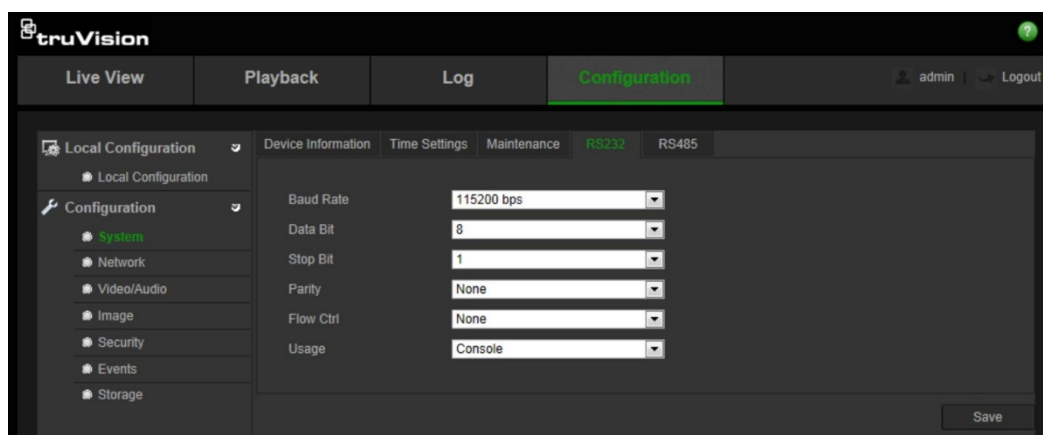 truVision
?
Live View
Playback
Log
Configuration
admin | Logout
Local Configuration
Local Configuration
Configuration
System
Network
Video/Audio
Image
Security
Events
Storage
Device Information
Time Settings
Maintenance
RS232
RS485
Baud Rate 115200 bps
Data Bit 8
Stop Bit 1
Parity None
Flow Ctrl None
Usage Console
Save